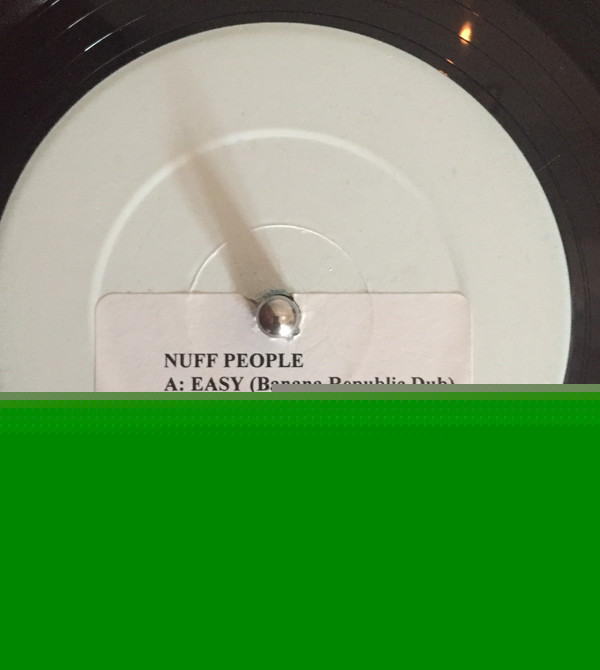 NUFF PEOPLE
A: EASY (Banana Republic Dub)